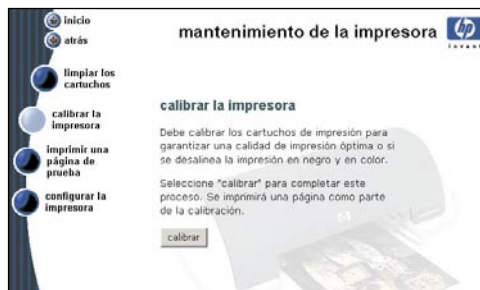 inicio
atrás
mantenimiento de la impresora
hp
invent
limpiar los
cartuchos
calibrar la
impresora
imprimir una
página de
prueba
configurar la
impresora
calibrar la impresora
Debe calibrar los cartuchos de impresión para
garantizar una calidad de impresión óptima o si
se desalinea la impresión en negro y en color.
Seleccione "calibrar" para completar este
proceso. Se imprimirá una página como parte
de la calibración.
calibrar